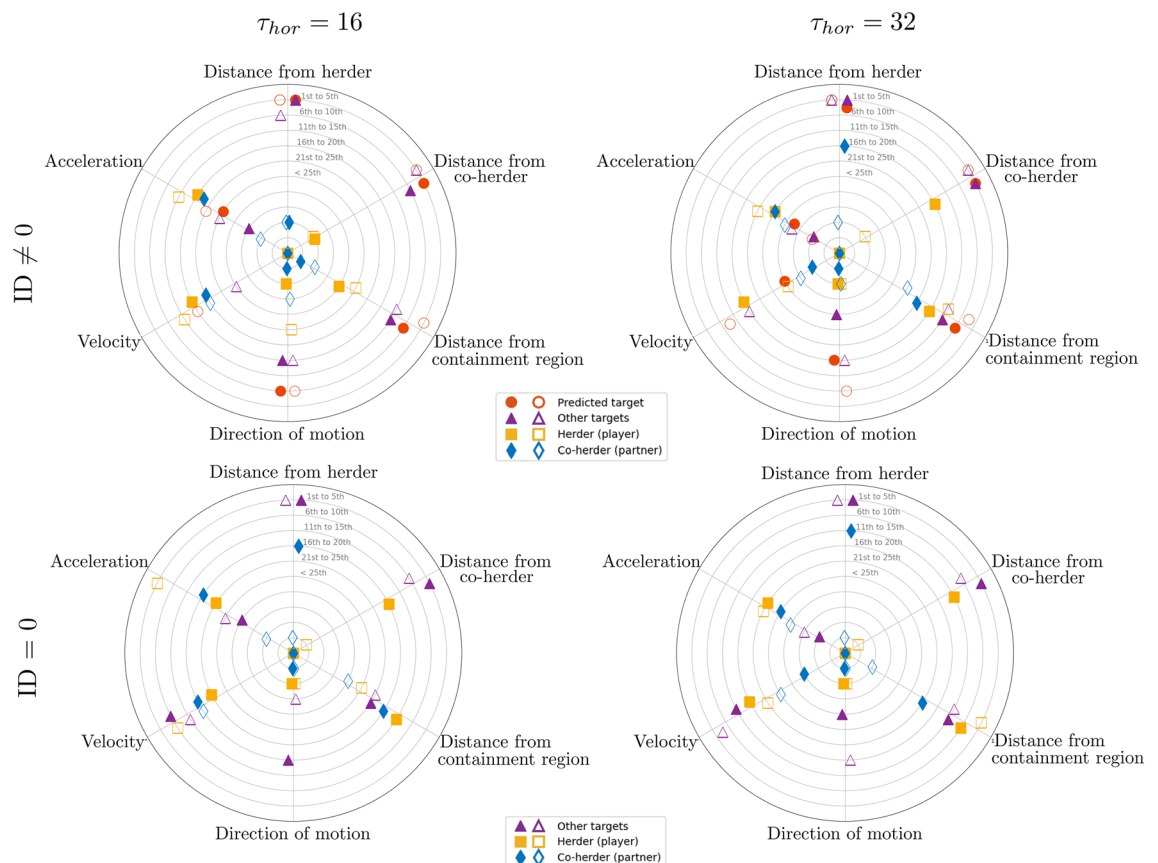 τ_hor = 16
τ_hor = 32
ID ≠ 0
Distance from herder
1st to 5th
6th to 10th
11th to 15th
16th to 20th
21st to 25th
< 25th
Acceleration
Distance from
co-herder
Velocity
Distance from
containment region
Direction of motion
Distance from herder
1st to 5th
6th to 10th
11th to 15th
16th to 20th
21st to 25th
< 25th
Acceleration
Distance from
co-herder
Velocity
Distance from
containment region
Direction of motion
Predicted target
Other targets
Herder (player)
Co-herder (partner)
ID = 0
Distance from herder
1st to 5th
6th to 10th
11th to 15th
16th to 20th
21st to 25th
< 25th
Acceleration
Distance from
co-herder
Velocity
Distance from
containment region
Direction of motion
Distance from herder
1st to 5th
6th to 10th
11th to 15th
16th to 20th
21st to 25th
< 25th
Acceleration
Distance from
co-herder
Velocity
Distance from
containment region
Direction of motion
Other targets
Herder (player)
Co-herder (partner)